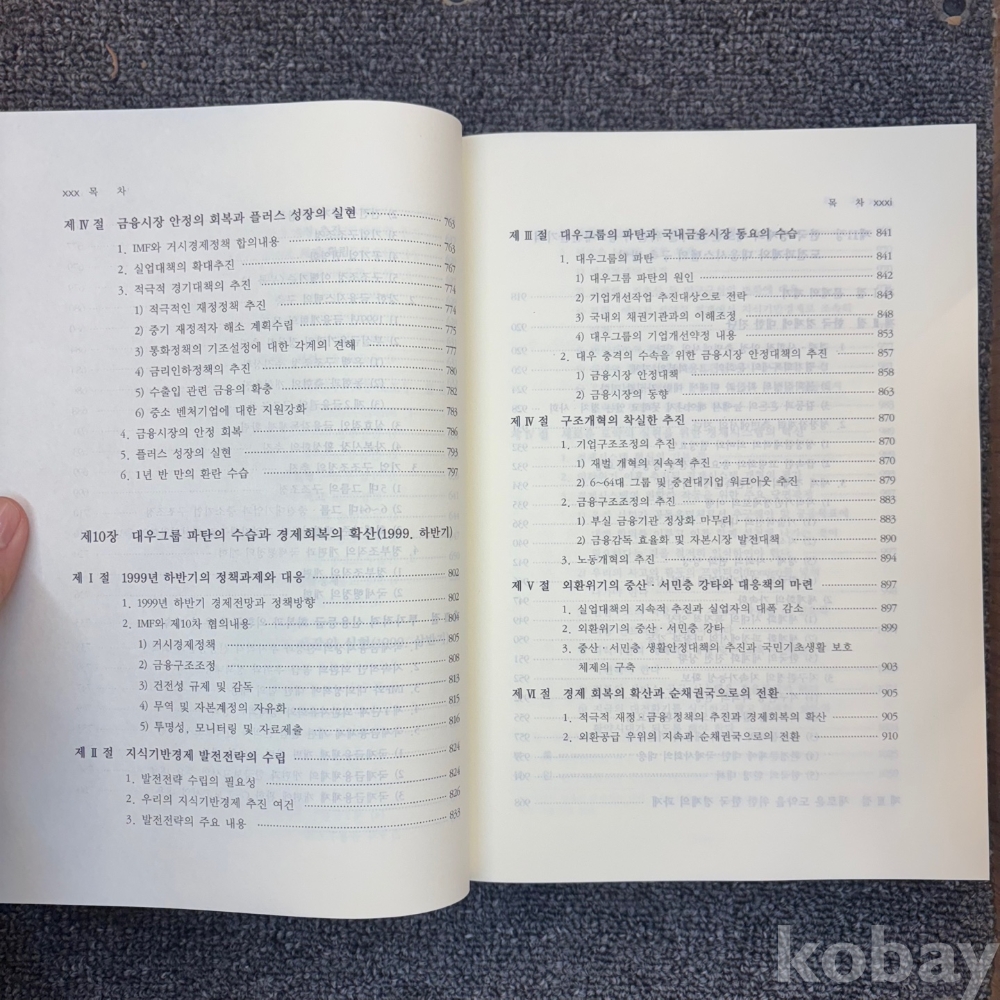 xxx 목 차
제 Ⅳ 절 금융시장 안정의 회복과 플러스 성장의 실현 763
1. IMF와 거시경제정책 합의내용 763
2. 실업대책의 확대추진 767
3. 적극적 경기대책의 추진 774
1) 적극적인 재정정책 추진 774
2) 중기 재정적자 해소 계획수립 775
3) 통화정책의 기조설정에 대한 각계의 견해 777
4) 금리인하정책의 추진 780
5) 수출입 관련 금융의 확충 782
6) 중소 벤처기업에 대한 지원강화 783
4. 금융시장의 안정 회복 786
5. 플러스 성장의 실현 793
6. 1년 반 만의 환란 수습 797
제10장 대우그룹 파탄의 수습과 경제회복의 확산(1999. 하반기)
제 Ⅰ 절 1999년 하반기의 정책과제와 대응 802
1. 1999년 하반기 경제전망과 정책방향 802
2. IMF와 제10차 협의내용 804
1) 거시경제정책 805
2) 금융구조조정 808
3) 건전성 규제 및 감독 813
4) 무역 및 자본계정의 자유화 815
5) 투명성, 모니터링 및 자료제출 816
제 Ⅱ 절 지식기반경제 발전전략의 수립 824
1. 발전전략 수립의 필요성 824
2. 우리의 지식기반경제 추진 여건 826
3. 발전전략의 주요 내용 833
목 차 xxxi
제 Ⅲ 절 대우그룹의 파탄과 국내금융시장 동요의 수습 841
1. 대우그룹의 파탄 841
1) 대우그룹 파탄의 원인 842
2) 기업개선작업 추진대상으로 전락 843
3) 국내외 채권기관과의 이해조정 848
4) 대우그룹의 기업개선약정 내용 853
2. 대우 충격의 수속을 위한 금융시장 안정대책의 추진 857
1) 금융시장 안정대책 858
2) 금융시장의 동향 863
제 Ⅳ 절 구조개혁의 착실한 추진 870
1. 기업구조조정의 추진 870
1) 재벌 개혁의 지속적 추진 870
2) 6~64대 그룹 및 중견대기업 워크아웃 추진 879
2. 금융구조조정의 추진 883
1) 부실 금융기관 정상화 마무리 883
2) 금융감독 효율화 및 자본시장 발전대책 890
3. 노동개혁의 추진 894
제 Ⅴ 절 외환위기의 중산·서민층 강타와 대응책의 마련 897
1. 실업대책의 지속적 추진과 실업자의 대폭 감소 897
2. 외환위기의 중산·서민층 강타 899
3. 중산·서민층 생활안정대책의 추진과 국민기초생활 보호
체제의 구축 903
제 Ⅵ 절 경제 회복의 확산과 순채권국으로의 전환 905
1. 적극적 재정·금융 정책의 추진과 경제회복의 확산 905
2. 외환공급 우위의 지속과 순채권국으로의 전환 910
kobay